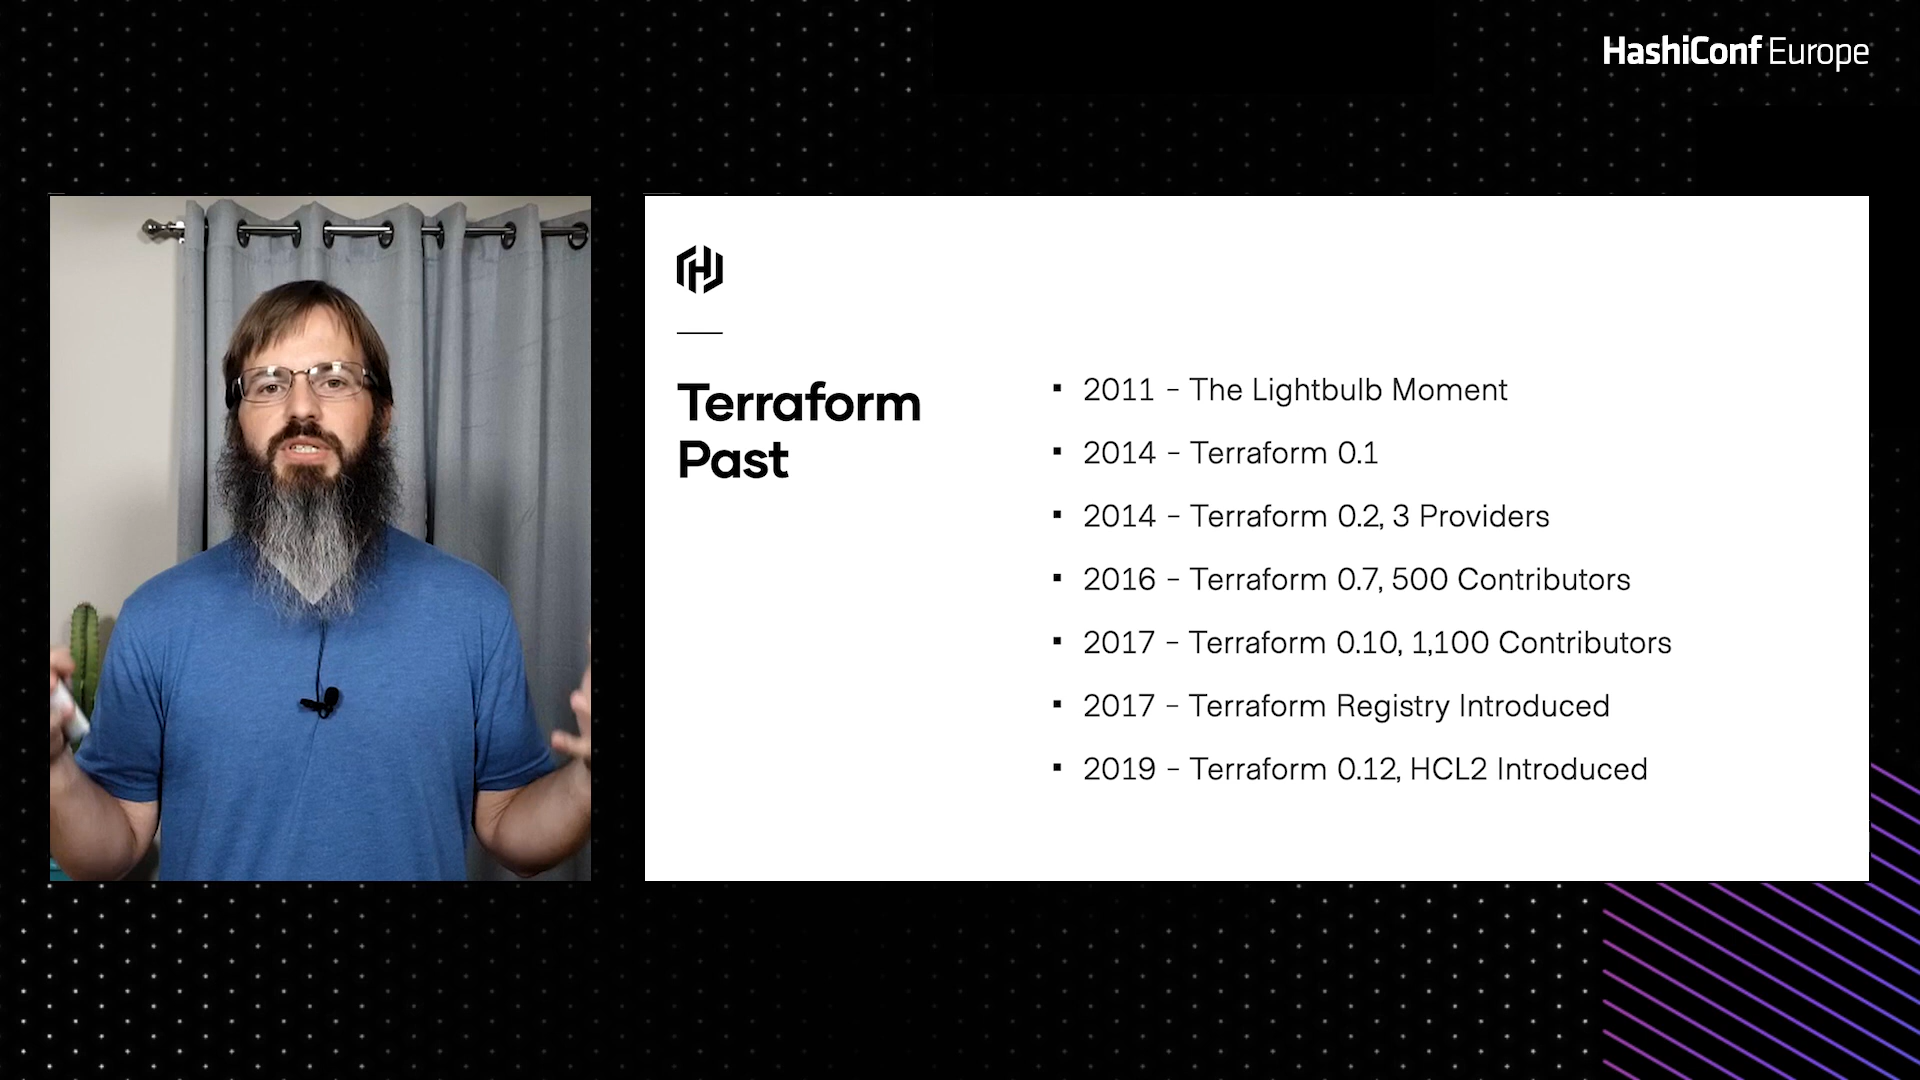 HashiConf Europe
Terraform
Past
▪ 2011 – The Lightbulb Moment
▪ 2014 – Terraform 0.1
▪ 2014 – Terraform 0.2, 3 Providers
▪ 2016 – Terraform 0.7, 500 Contributors
▪ 2017 – Terraform 0.10, 1,100 Contributors
▪ 2017 – Terraform Registry Introduced
▪ 2019 – Terraform 0.12, HCL2 Introduced